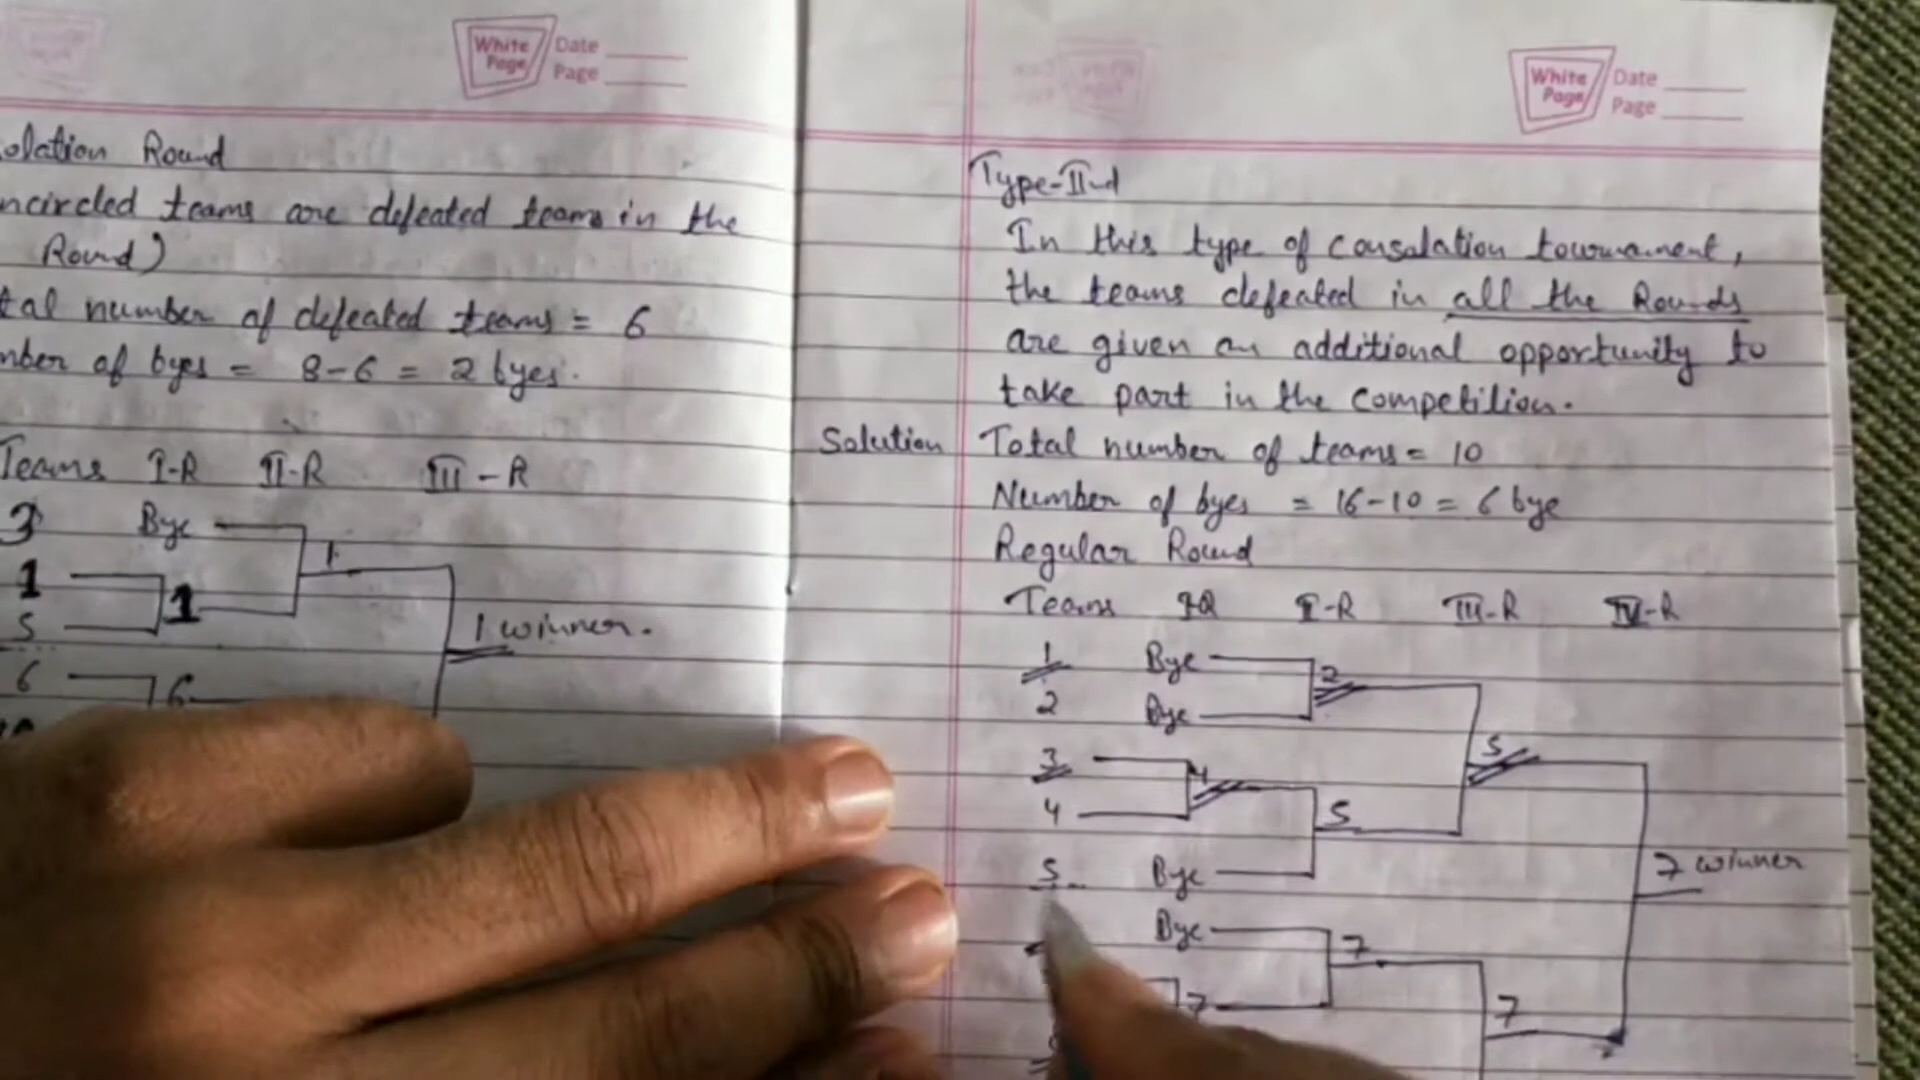 White Page Date
Page
olation Round
ncircled teams are defeated teams in the
Round)
tal number of defeated teams = 6
mber of byes = 8-6 = 2 byes.
Teams I-R II-R III-R
3 Bye
1
1
5
1
1 winner.
6
6
White Page Date
Page
Type-IInd
In this type of consalation tournament,
the teams defeated in all the Rounds
are given an additional opportunity to
take part in the competition.
Solution Total number of teams = 10
Number of byes = 16-10 = 6 bye
Regular Round
Teams I-R III-R IV-R
1 Bye 2
2 Bye
3
4
4
5
5
5 Bye
7 winner
Bye 7
7
7